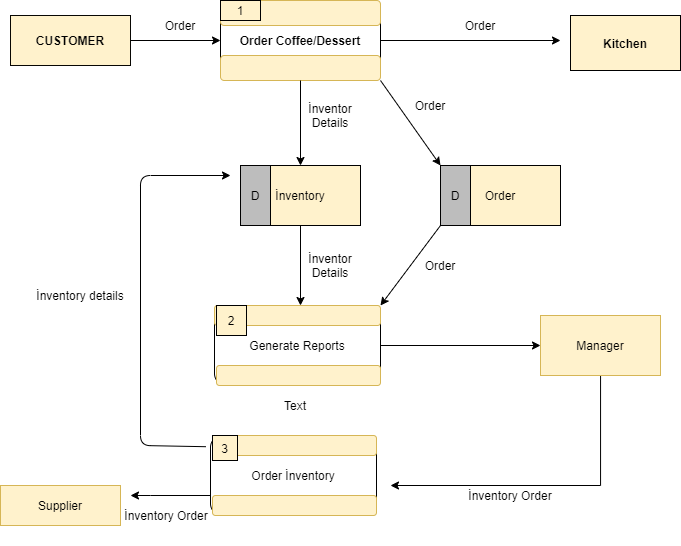 1
Order
Order
CUSTOMER
Order Coffee/Dessert
Kitchen
İnventor
Details
Order
D
İnventory
D
Order
İnventor
Details
Order
İnventory details
2
Generate Reports
Manager
Text
3
Order İnventory
İnventory Order
Supplier
İnventory Order